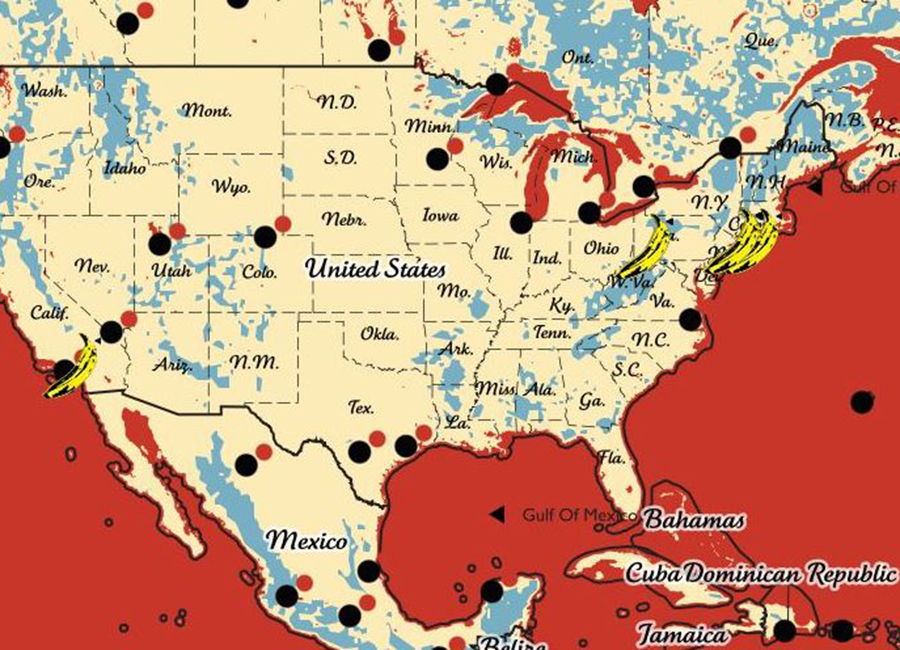 Ont.
Que.
Wash.
Mont.
N.D.
Minn.
N.B.
P.E.
Maine
N.
Idaho
S.D.
Wis.
Mich.
Ore.
Wyo.
N.H.
Gulf Of
N.Y.
Nebr.
Iowa
Nev.
Utah
Colo.
United States
Ill.
Ind.
Ohio
W.Va.
Va.
Mo.
Ky.
Calif.
Okla.
Tenn.
N.C.
Ariz.
N.M.
Ark.
S.C.
Miss.
Ala.
Ga.
Tex.
La.
Fla.
Gulf Of Mexico
Bahamas
Mexico
Cuba
Dominican Republic
Jamaica
Belize